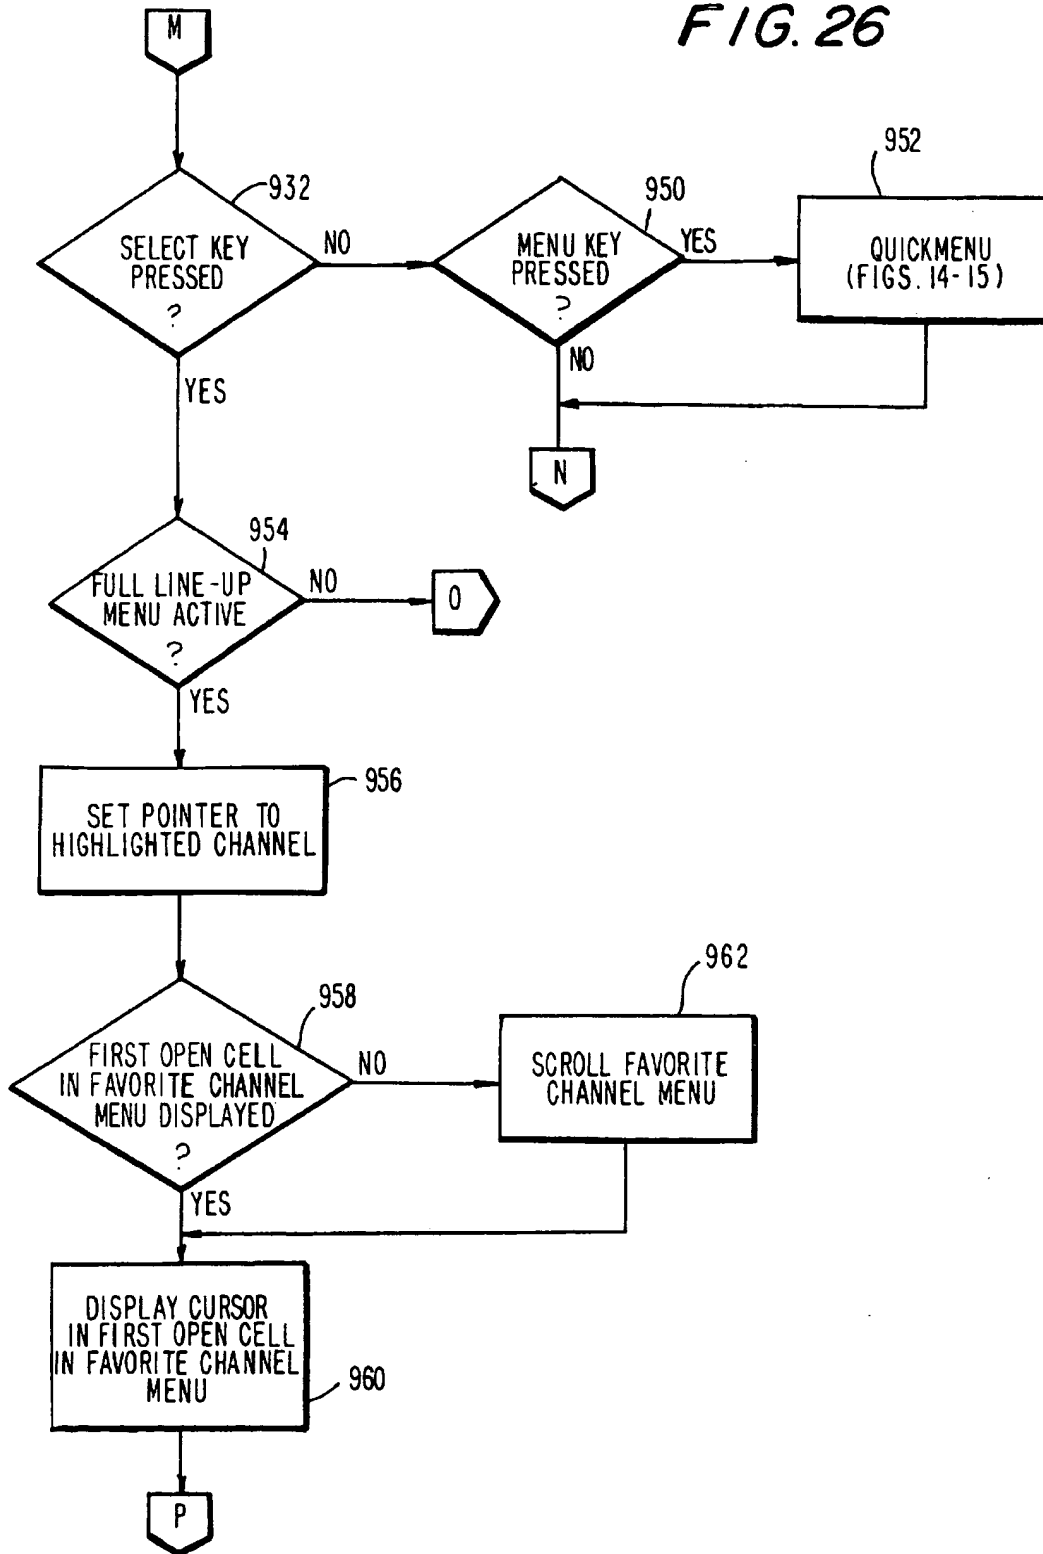 FIG. 26
M
932
SELECT KEY
PRESSED
?
NO
YES
950
MENU KEY
PRESSED
?
YES
NO
952
QUICKMENU
(FIGS. 14-15)
N
954
FULL LINE-UP
MENU ACTIVE
?
NO
O
YES
956
SET POINTER TO
HIGHLIGHTED CHANNEL
958
FIRST OPEN CELL
IN FAVORITE CHANNEL
MENU DISPLAYED
?
NO
962
SCROLL FAVORITE
CHANNEL MENU
YES
DISPLAY CURSOR
IN FIRST OPEN CELL
IN FAVORITE CHANNEL
MENU
960
P